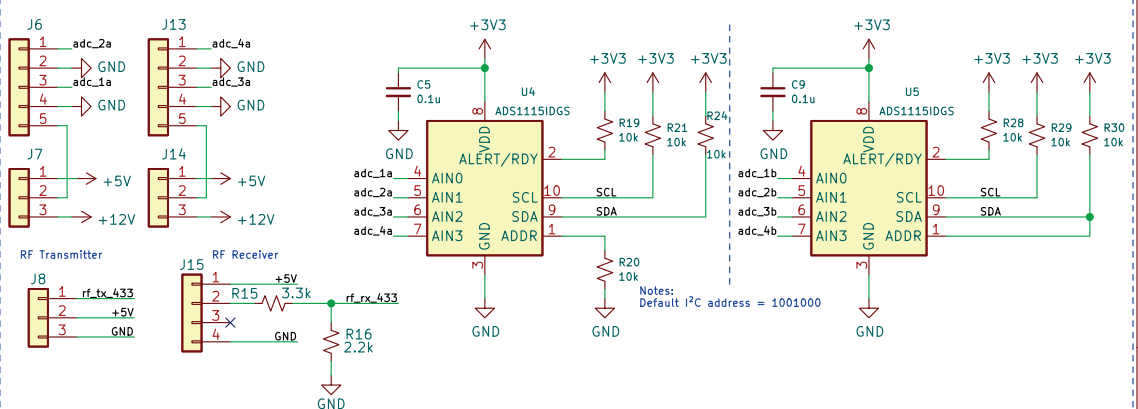 J6
1 adc_2a
2 GND
3 adc_1a
4 GND
5
J7
1 +5V
2
3 +12V
J13
1 adc_4a
2 GND
3 adc_3a
4 GND
5
J14
1 +5V
2
3 +12V
RF Transmitter
J8
1 rf_tx_433
2 +5V
3 GND
RF Receiver
J15
1 +5V
2 R15 3.3k rf_rx_433
3
4 GND
R16
2.2k
GND
+3V3
C5
0.1u
GND
U4
ADS1115IDGS
8
VDD
ALERT/RDY 2
adc_1a 4 AIN0
adc_2a 5 AIN1
adc_3a 6 AIN2
adc_4a 7 AIN3
SCL 10 SCL
SDA 9 SDA
ADDR 1
GND
3
GND
+3V3
R19
10k
+3V3
R21
10k
+3V3
R24
10k
R20
10k
GND
Notes:
Default I²C address = 1001000
+3V3
C9
0.1u
GND
U5
ADS1115IDGS
8
VDD
ALERT/RDY 2
adc_1b 4 AIN0
adc_2b 5 AIN1
adc_3b 6 AIN2
adc_4b 7 AIN3
SCL 10 SCL
SDA 9 SDA
ADDR 1
GND
3
GND
+3V3
R28
10k
+3V3
R29
10k
+3V3
R30
10k